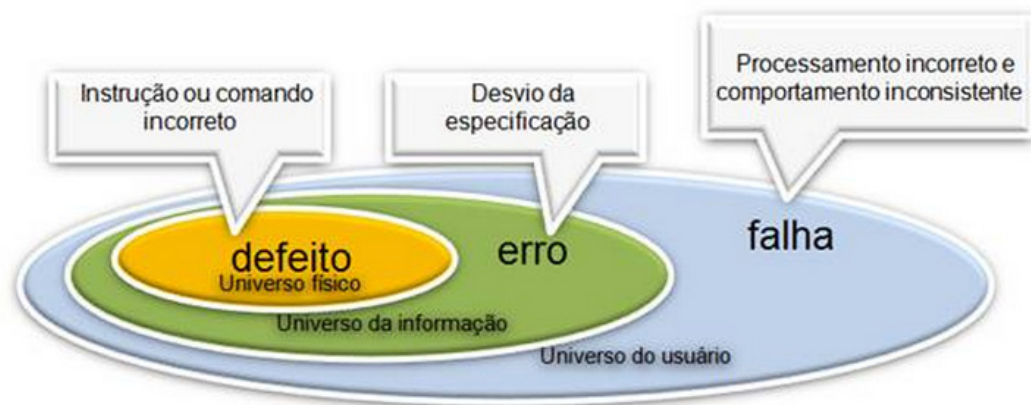 Instrução ou comando
incorreto
Desvio da
especificação
Processamento incorreto e
comportamento inconsistente
defeito
Universo físico
erro
Universo da informação
falha
Universo do usuário